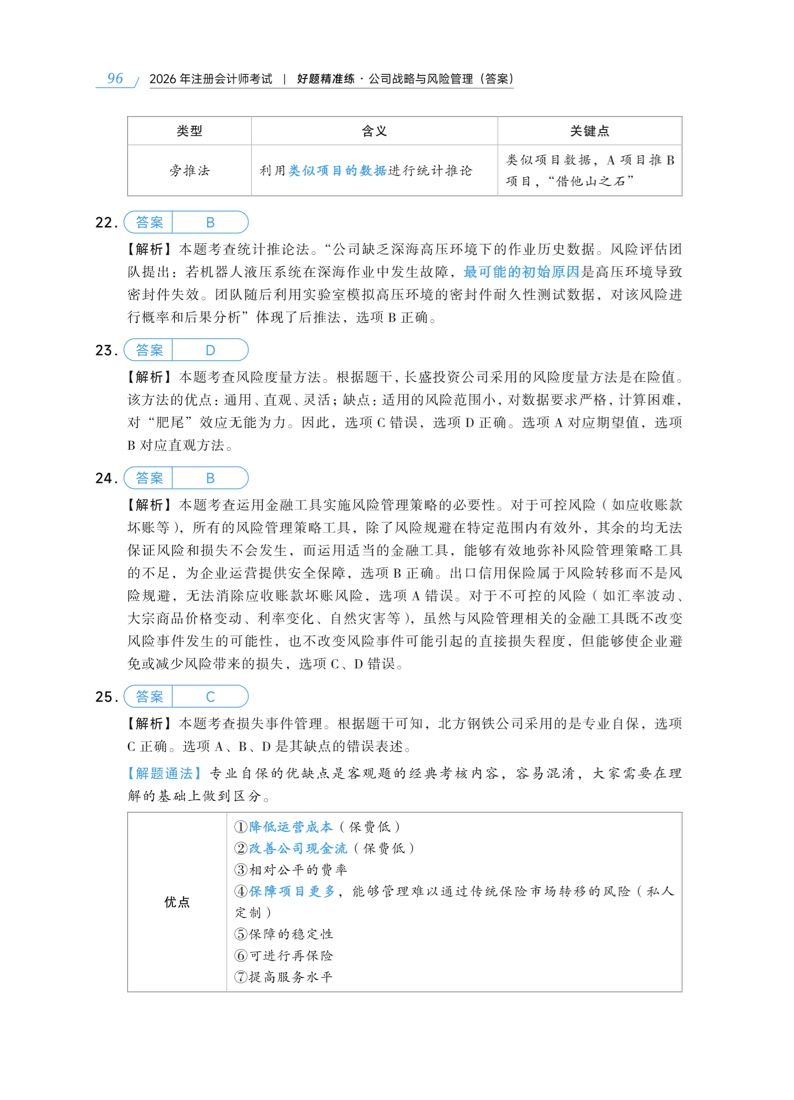 96
2026 年注册会计师考试 | 好题精准练·公司战略与风险管理（答案）
类型 含义 关键点
旁推法 利用类似项目的数据进行统计推论 类似项目数据，A 项目推 B
项目，“借他山之石”
22. 答案 B
【解析】本题考查统计推论法。“公司缺乏深海高压环境下的作业历史数据。风险评估团
队提出：若机器人液压系统在深海作业中发生故障，最可能的初始原因是高压环境导致
密封件失效。团队随后利用实验室模拟高压环境的密封件耐久性测试数据，对该风险进
行概率和后果分析”体现了后推法，选项 B 正确。
23. 答案 D
【解析】本题考查风险度量方法。根据题干，长盛投资公司采用的风险度量方法是在险值。
该方法的优点：通用、直观、灵活；缺点：适用的风险范围小，对数据要求严格，计算困难，
对“肥尾”效应无能为力。因此，选项 C 错误，选项 D 正确。选项 A 对应期望值，选项
B 对应直观方法。
24. 答案 B
【解析】本题考查运用金融工具实施风险管理策略的必要性。对于可控风险（如应收账款
坏账等），所有的风险管理策略工具，除了风险规避在特定范围内有效外，其余的均无法
保证风险和损失不会发生，而运用适当的金融工具，能够有效地弥补风险管理策略工具
的不足，为企业运营提供安全保障，选项 B 正确。出口信用保险属于风险转移而不是风
险规避，无法消除应收账款坏账风险，选项 A 错误。对于不可控的风险（如汇率波动、
大宗商品价格变动、利率变化、自然灾害等），虽然与风险管理相关的金融工具既不改变
风险事件发生的可能性，也不改变风险事件可能引起的直接损失程度，但能够使企业避
免或减少风险带来的损失，选项 C、D 错误。
25. 答案 C
【解析】本题考查损失事件管理。根据题干可知，北方钢铁公司采用的是专业自保，选项
C 正确。选项 A、B、D 是其缺点的错误表述。
【解题通法】专业自保的优缺点是客观题的经典考核内容，容易混淆，大家需要在理
解的基础上做到区分。
①降低运营成本（保费低）
②改善公司现金流（保费低）
③相对公平的费率
④保障项目更多，能够管理难以通过传统保险市场转移的风险（私人
优点
定制）
⑤保障的稳定性
⑥可进行再保险
⑦提高服务水平